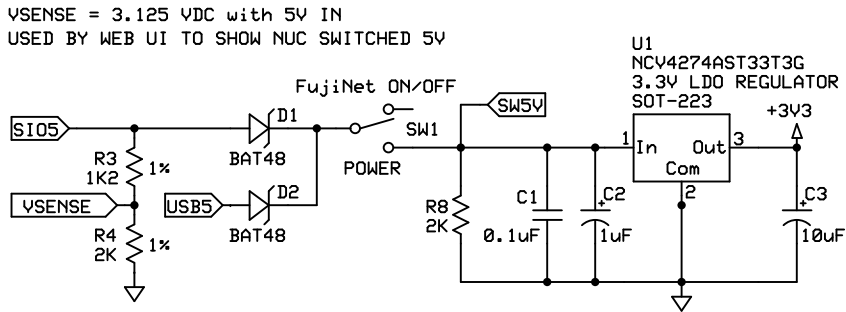 VSENSE = 3.125 VDC with 5V IN
USED BY WEB UI TO SHOW NUC SWITCHED 5V
U1
NCV4274AST33T3G
3.3V LDO REGULATOR
SOT-223
FujiNet ON/OFF
SW5V
+3V3
SIO5
D1
BAT48
SW1
POWER
1
In
Out
3
Com
2
R3
1K2
1%
VSENSE
USB5
D2
BAT48
R4
2K
1%
R8
2K
C1
0.1uF
+
C2
1uF
+
C3
10uF